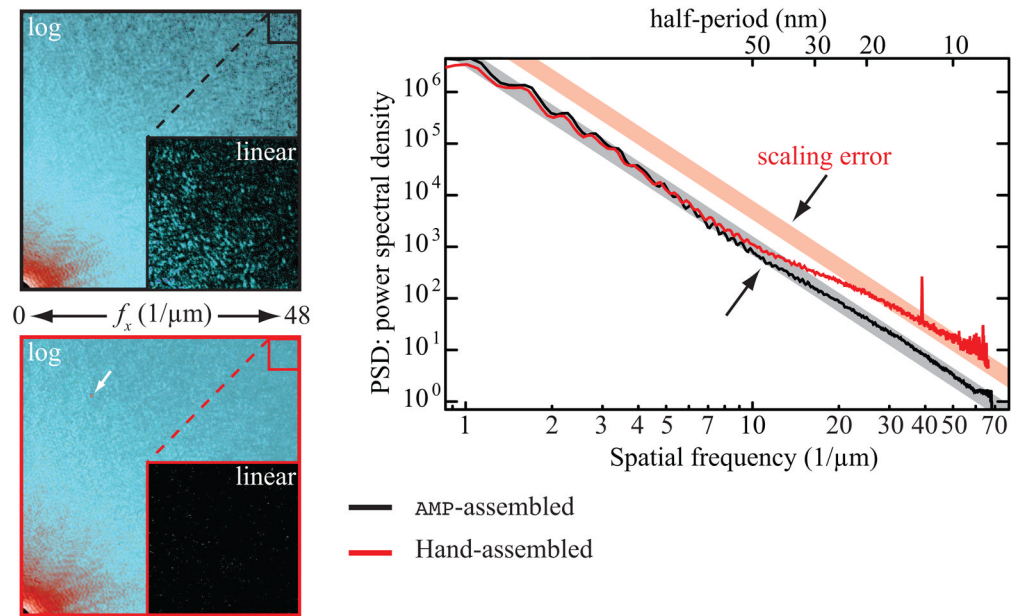 log
linear
0 f_x (1/μm) 48
log
linear
half-period (nm)
50 30 20 10
10^6
10^5
10^4
10^3
10^2
10^1
10^0
PSD: power spectral density
scaling error
1 2 3 4 5 7 10 20 30 40 50 70
Spatial frequency (1/μm)
AMP-assembled
Hand-assembled